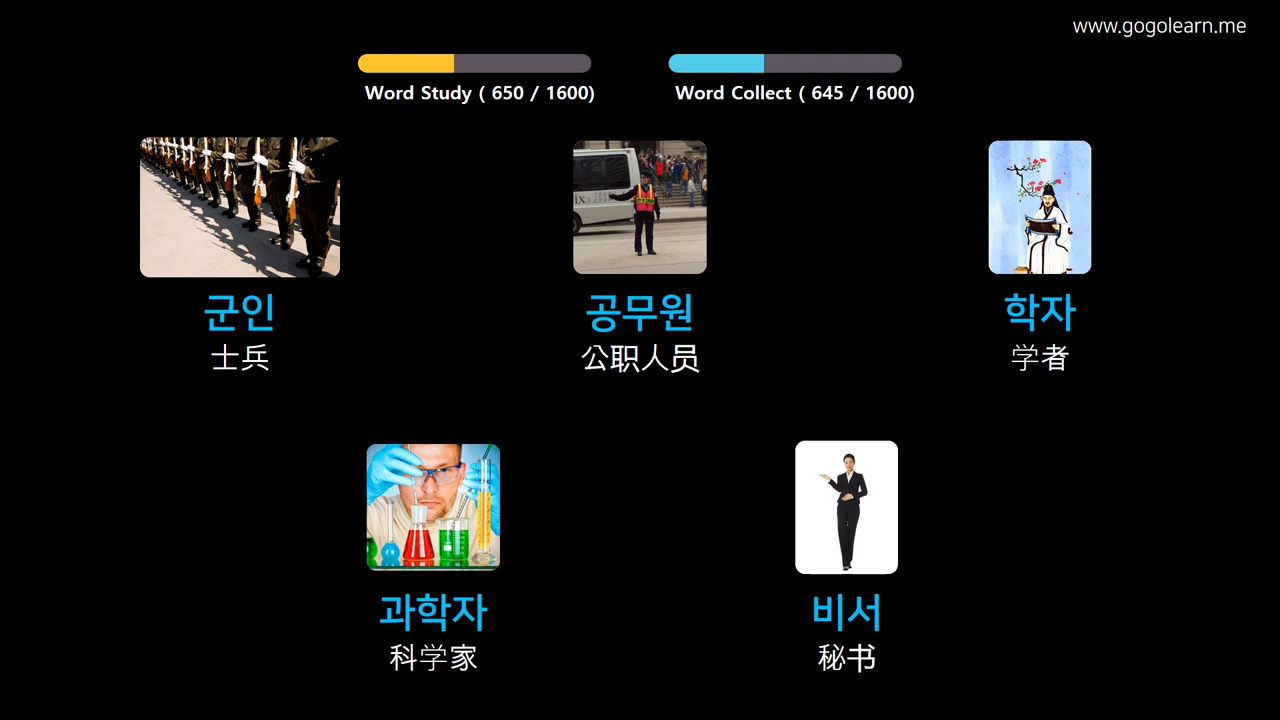 www.gogolearn.me
Word Study ( 650 / 1600)
Word Collect ( 645 / 1600)
군인
士兵
공무원
公职人员
학자
学者
과학자
科学家
비서
秘书